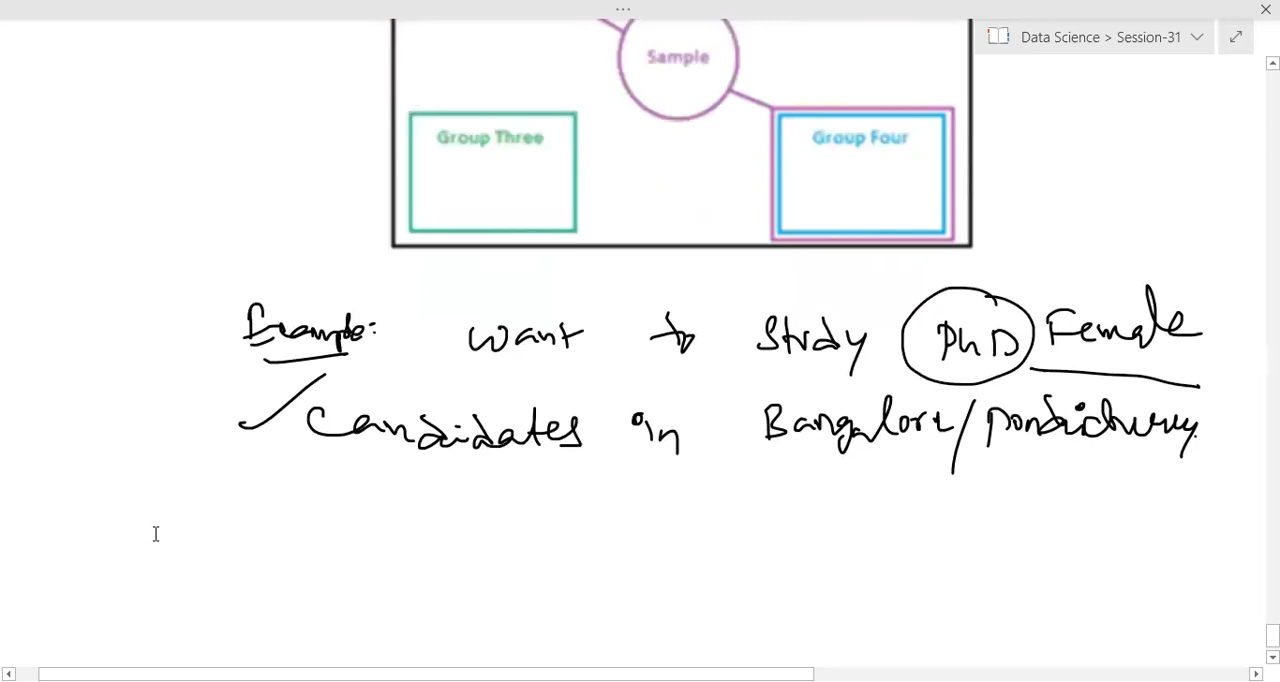 Data Science > Session-31
Sample
Group Three
Group Four
Example: want to study PhD Female
Candidates in Bangalore/pondicherry